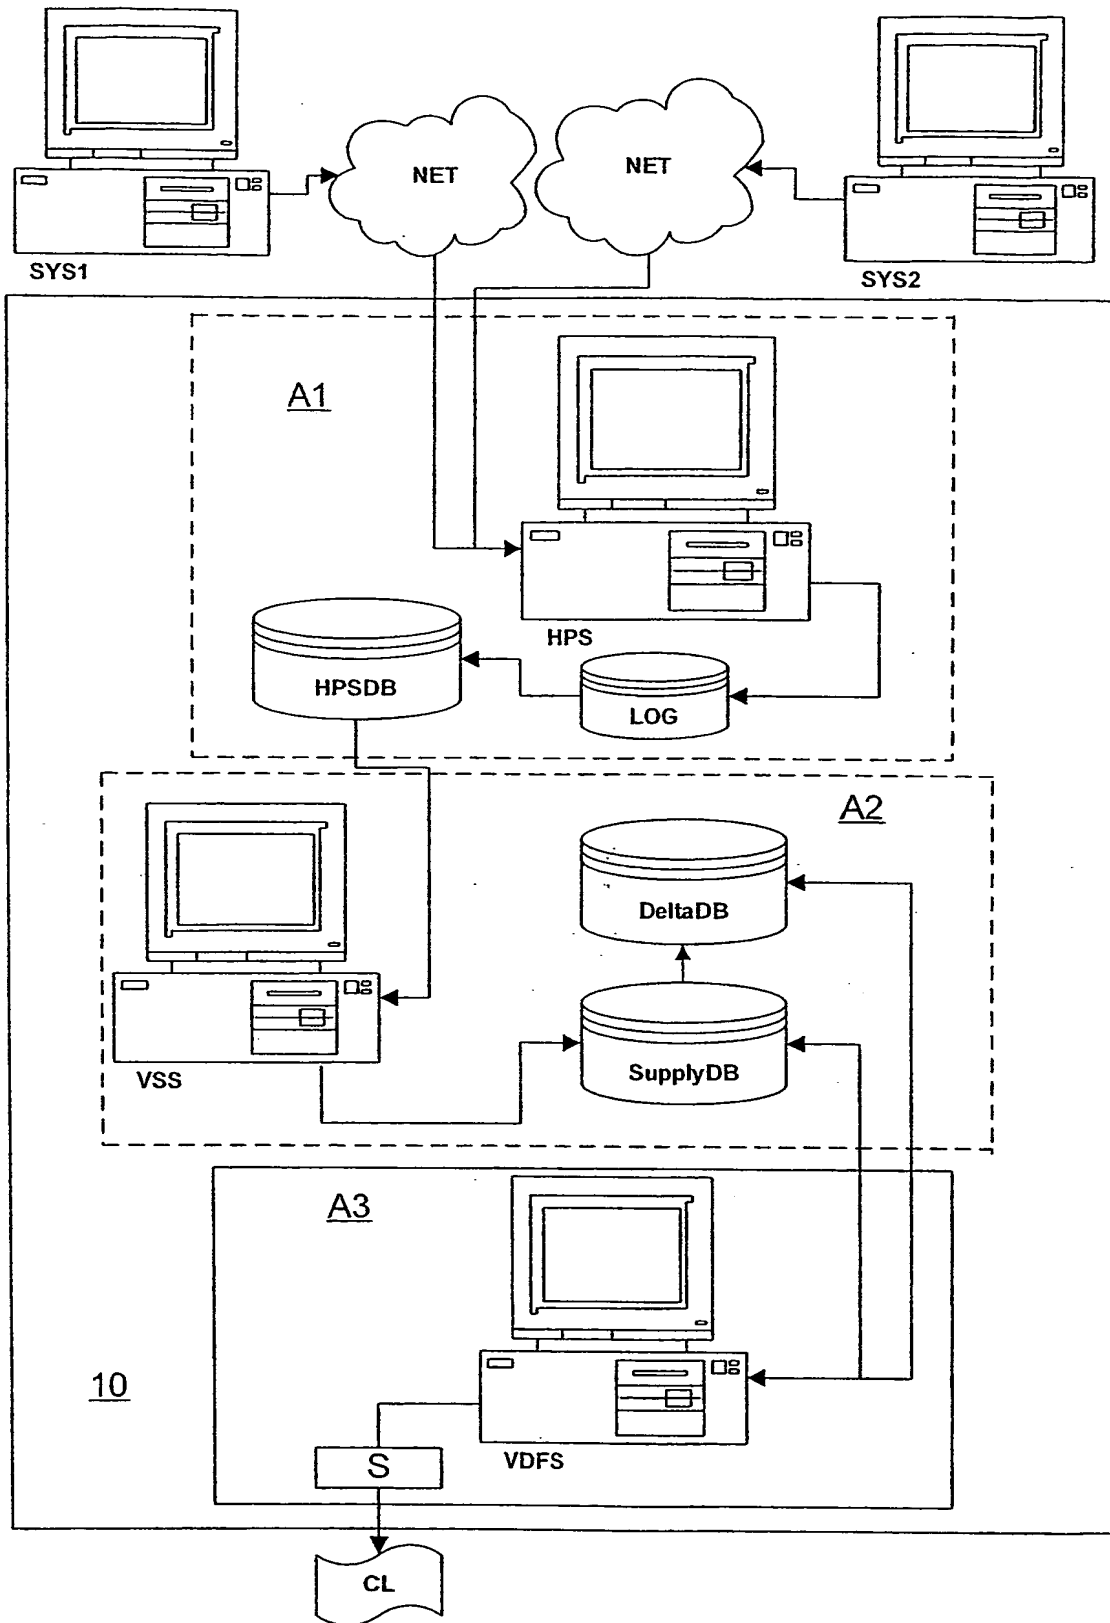 NET
NET
SYS1
SYS2
A1
HPS
HPSDB
LOG
A2
DeltaDB
SupplyDB
VSS
A3
10
VDFS
S
CL